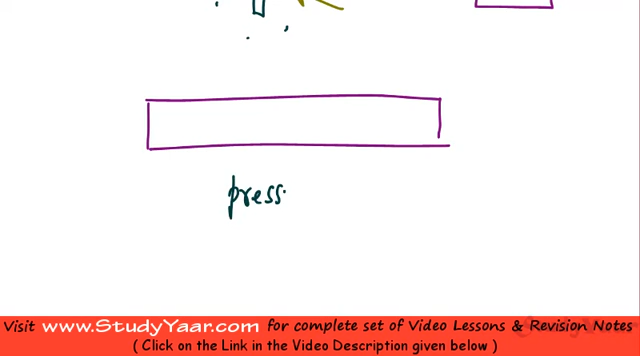 press
Visit www.StudyYaar.com for complete set of Video Lessons & Revision Notes
( Click on the Link in the Video Description given below )